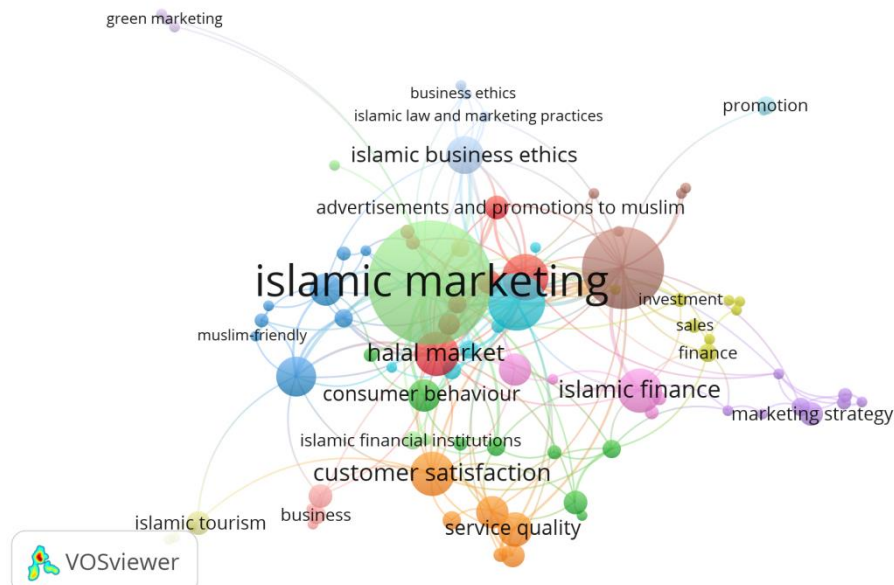 green marketing
business ethics
promotion
islamic law and marketing practices
islamic business ethics
advertisements and promotions to muslim
islamic marketing
investment
muslim-friendly
halal market
sales
finance
consumer behaviour
islamic finance
marketing strategy
islamic financial institutions
customer satisfaction
islamic tourism
business
service quality
VOSviewer